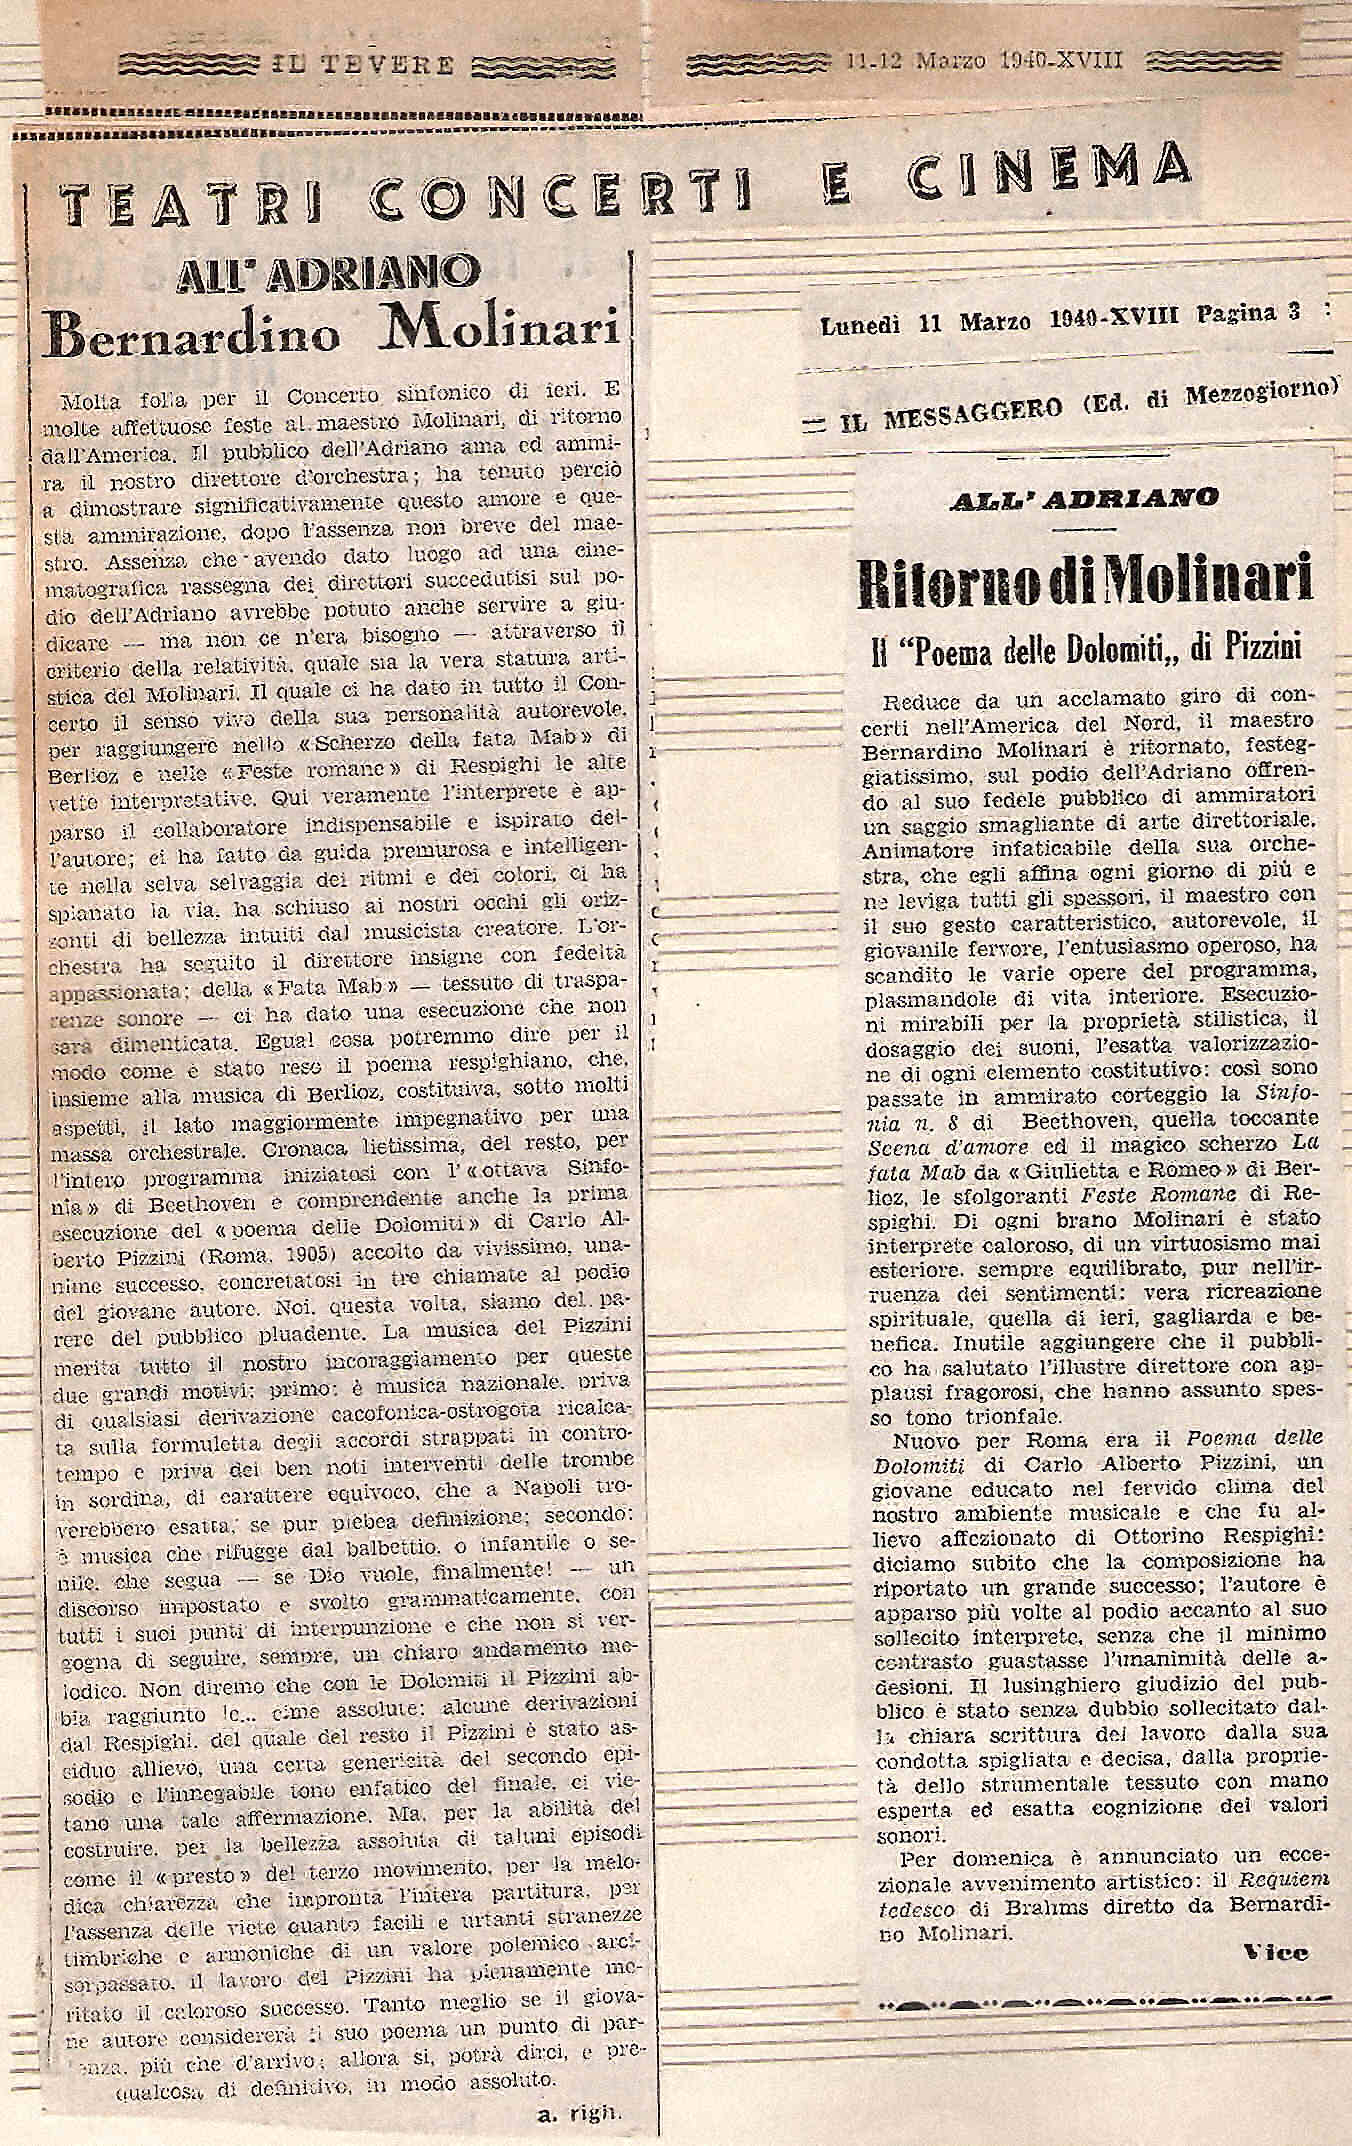 IL TEVERE
11-12 Marzo 1940-XVIII
TEATRI CONCERTI E CINEMA
ALL'ADRIANO
Bernardino Molinari
Molta folla per il Concerto sinfonico di ieri. E
molte affettuose feste al maestro Molinari, di ritorno
dall'America. Il pubblico dell'Adriano ama ed ammi-
ra il nostro direttore d'orchestra; ha tenuto perciò
a dimostrare significativamente questo amore e que-
sta ammirazione, dopo l'assenza non breve del mae-
stro. Assenza che avendo dato luogo ad una cine-
matografica rassegna dei direttori succedutisi sul po-
dio dell'Adriano avrebbe potuto anche servire a giu-
dicare — ma non ce n'era bisogno — attraverso il
criterio della relatività, quale sia la vera statura arti-
stica del Molinari. Il quale ci ha dato in tutto il Con-
certo il senso vivo della sua personalità autorevole,
per raggiungere nello «Scherzo della fata Mab» di
Berlioz e nelle «Feste romane» di Respighi le alte
vette interpretative. Qui veramente l'interprete è ap-
parso il collaboratore indispensabile e ispirato del-
l'autore; ci ha fatto da guida premurosa e intelligen-
te nella selva selvaggia dei ritmi e dei colori, ci ha
spianato la via, ha schiuso ai nostri occhi gli oriz-
zonti di bellezza intuiti dal musicista creatore. L'or-
chestra ha seguito il direttore insigne con fedeltà
appassionata; della «Fata Mab» — tessuto di traspa-
renze sonore — ci ha dato una esecuzione che non
sarà dimenticata. Egual cosa potremmo dire per il
modo come è stato reso il poema respighiano, che,
insieme alla musica di Berlioz, costituiva, sotto molti
aspetti, il lato maggiormente impegnativo per una
massa orchestrale. Cronaca lietissima, del resto, per
l'intero programma iniziatosi con l'«ottava Sinfo-
nia» di Beethoven e comprendente anche la prima
esecuzione del «poema delle Dolomiti» di Carlo Al-
berto Pizzini (Roma, 1905) accolto da vivissimo, una-
nime successo, concretatosi in tre chiamate al podio
del giovane autore. Noi, questa volta, siamo del pa-
rere del pubblico pluadente. La musica del Pizzini
merita tutto il nostro incoraggiamento per queste
due grandi motivi: primo: è musica nazionale, priva
di qualsiasi derivazione cacofonica-ostrogota ricalca-
ta sulla formuletta degli accordi strappati in contro-
tempo e priva dei ben noti interventi delle trombe
in sordina, di carattere equivoco, che a Napoli tro-
verebbero esatta, se pur plebea definizione; secondo:
è musica che rifugge dal balbettio, o infantile o se-
nile, che segua — se Dio vuole, finalmente! — un
discorso impostato e svolto grammaticamente, con
tutti i suoi punti di interpunzione e che non si ver-
gogna di seguire, sempre, un chiaro andamento me-
lodico. Non diremo che con le Dolomiti il Pizzini ab-
bia raggiunto le... cime assolute; alcune derivazioni
dal Respighi, del quale del resto il Pizzini è stato as-
siduo allievo, una certa genericità del secondo epi-
sodio e l'innegabile tono enfatico del finale, ci vie-
tano una tale affermazione. Ma, per la abilità del
costruire, per la bellezza assoluta di taluni episodi
come il «presto» del terzo movimento, per la melo-
dica chiarezza che impronta l'intera partitura, per
l'assenza delle viete quanto facili e urtanti stranezze
timbriche e armoniche di un valore polemico arci-
sorpassato, il lavoro del Pizzini ha pienamente me-
ritato il caloroso successo. Tanto meglio se il giova-
ne autore considererà il suo poema un punto di par-
tenza, più che d'arrivo; allora si, potrà dirci, e pre-
qualcosa di definitivo, in modo assoluto.
a. righ.
Lunedì 11 Marzo 1940-XVIII Pagina 3 :
= IL MESSAGGERO (Ed. di Mezzogiorno)
ALL'ADRIANO
Ritorno di Molinari
Il “Poema delle Dolomiti„ di Pizzini
Reduce da un acclamato giro di con-
certi nell'America del Nord, il maestro
Bernardino Molinari è ritornato, festeg-
giatissimo, sul podio dell'Adriano offren-
do al suo fedele pubblico di ammiratori
un saggio smagliante di arte direttoriale.
Animatore infaticabile della sua orche-
stra, che egli affina ogni giorno di più e
ne leviga tutti gli spessori, il maestro con
il suo gesto caratteristico, autorevole, il
giovanile fervore, l'entusiasmo operoso, ha
scandito le varie opere del programma,
plasmandole di vita interiore. Esecuzio-
ni mirabili per la proprietà stilistica, il
dosaggio dei suoni, l'esatta valorizzazio-
ne di ogni elemento costitutivo: così sono
passate in ammirato corteggio la Sinfo-
nia n. 8 di Beethoven, quella toccante
Scena d'amore ed il magico scherzo La
fata Mab da «Giulietta e Romeo» di Ber-
lioz, le sfolgoranti Feste Romane di Re-
spighi. Di ogni brano Molinari è stato
interprete caloroso, di un virtuosismo mai
esteriore, sempre equilibrato, pur nell'ir-
ruenza dei sentimenti: vera ricreazione
spirituale, quella di ieri, gagliarda e be-
nefica. Inutile aggiungere che il pubbli-
co ha salutato l'illustre direttore con ap-
plausi fragorosi, che hanno assunto spes-
so tono trionfale.
Nuovo per Roma era il Poema delle
Dolomiti di Carlo Alberto Pizzini, un
giovane educato nel fervido clima del
nostro ambiente musicale e che fu al-
lievo affezionato di Ottorino Respighi:
diciamo subito che la composizione ha
riportato un grande successo; l'autore è
apparso più volte al podio accanto al suo
sollecito interprete, senza che il minimo
contrasto guastasse l'unanimità delle a-
desioni. Il lusinghiero giudizio del pub-
blico è stato senza dubbio sollecitato dal-
la chiara scrittura del lavoro dalla sua
condotta spigliata e decisa, dalla proprie-
tà dello strumentale tessuto con mano
esperta ed esatta cognizione dei valori
sonori.
Per domenica è annunciato un ecce-
zionale avvenimento artistico: il Requiem
tedesco di Brahms diretto da Bernardi-
no Molinari.
Vice